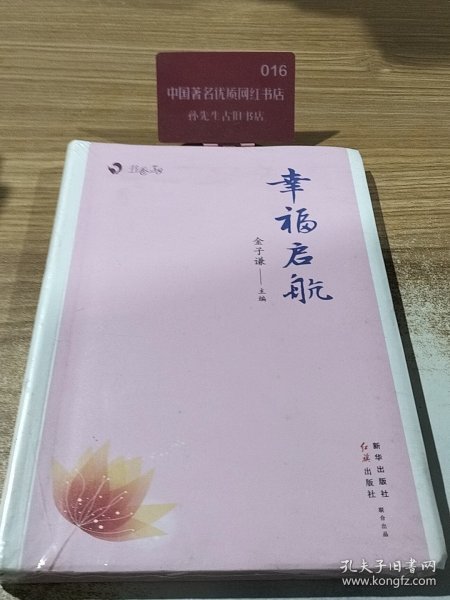 016
中国著名优质网红书店
孙先生古旧书店
幸福启航
金子谦——主编
新华出版社
红旗出版社
联合出品
孔夫子旧书网
www.kongfz.com